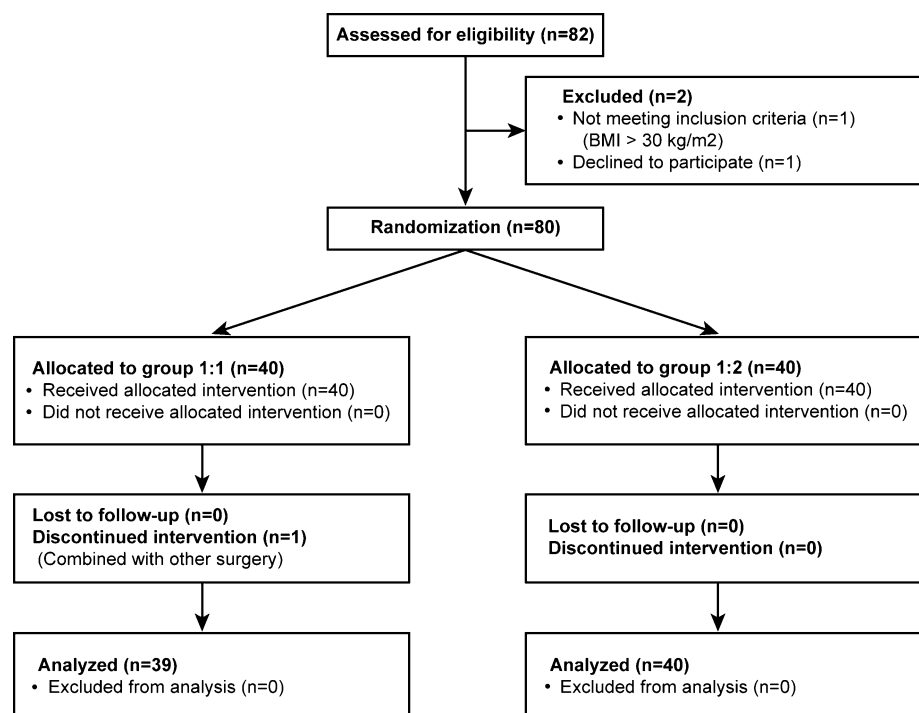 Assessed for eligibility (n=82)
Excluded (n=2)
• Not meeting inclusion criteria (n=1)
(BMI > 30 kg/m2)
• Declined to participate (n=1)
Randomization (n=80)
Allocated to group 1:1 (n=40)
• Received allocated intervention (n=40)
• Did not receive allocated intervention (n=0)
Allocated to group 1:2 (n=40)
• Received allocated intervention (n=40)
• Did not receive allocated intervention (n=0)
Lost to follow-up (n=0)
Discontinued intervention (n=1)
(Combined with other surgery)
Lost to follow-up (n=0)
Discontinued intervention (n=0)
Analyzed (n=39)
• Excluded from analysis (n=0)
Analyzed (n=40)
• Excluded from analysis (n=0)